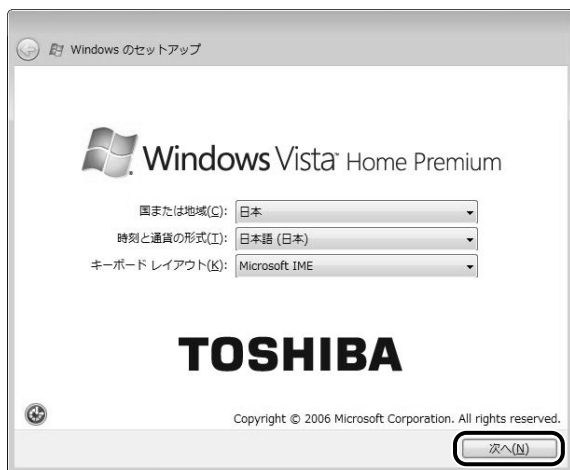 Windows のセットアップ
Windows Vista™ Home Premium
国または地域(C): 日本
時刻と通貨の形式(T): 日本語 (日本)
キーボード レイアウト(K): Microsoft IME
TOSHIBA
Copyright © 2006 Microsoft Corporation. All rights reserved.
次へ(N)